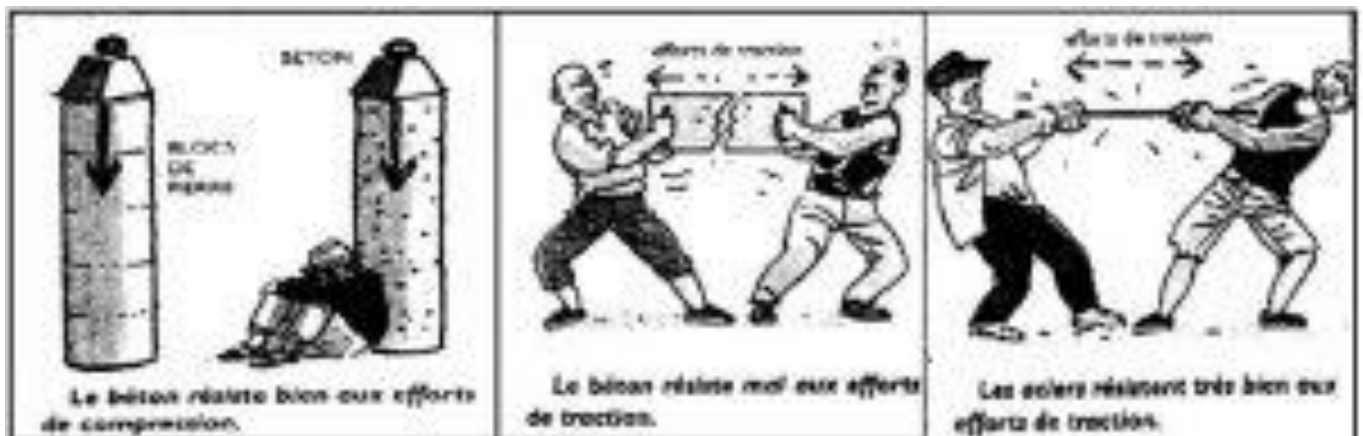 BLOCS
DE
PIERRE
BETON
Le béton résiste bien aux efforts
de compression.
efforts de traction
Le béton résiste mal aux efforts
de traction.
efforts de traction
Les aciers résistent très bien aux
efforts de traction.